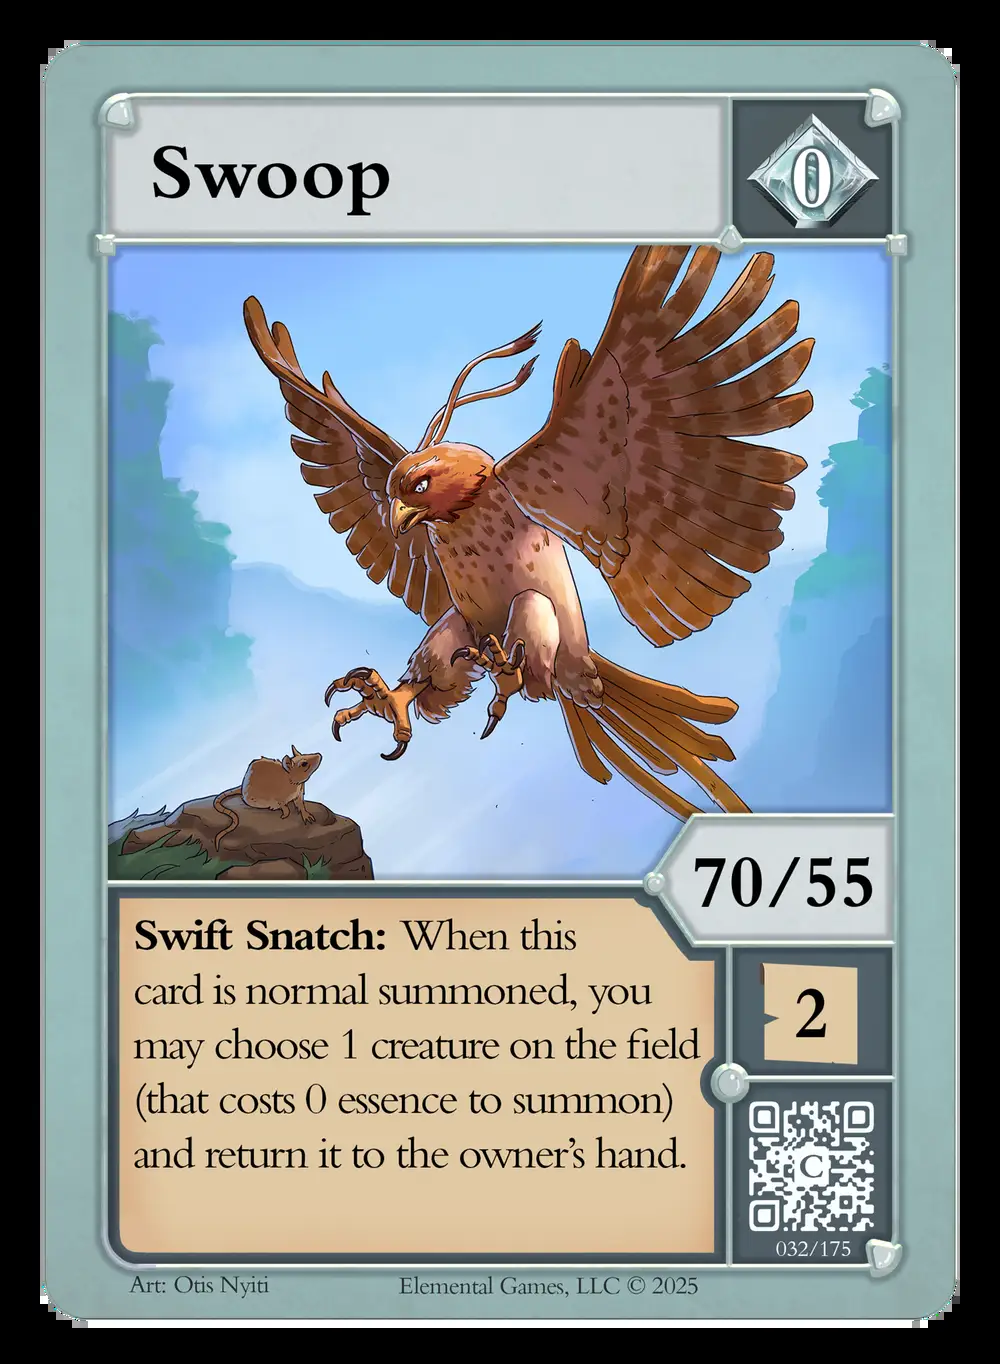 Swoop
0
70/55
Swift Snatch: When this
card is normal summoned, you
may choose 1 creature on the field
(that costs 0 essence to summon)
and return it to the owner's hand.
2
C
032/175
Art: Otis Nyiti
Elemental Games, LLC © 2025